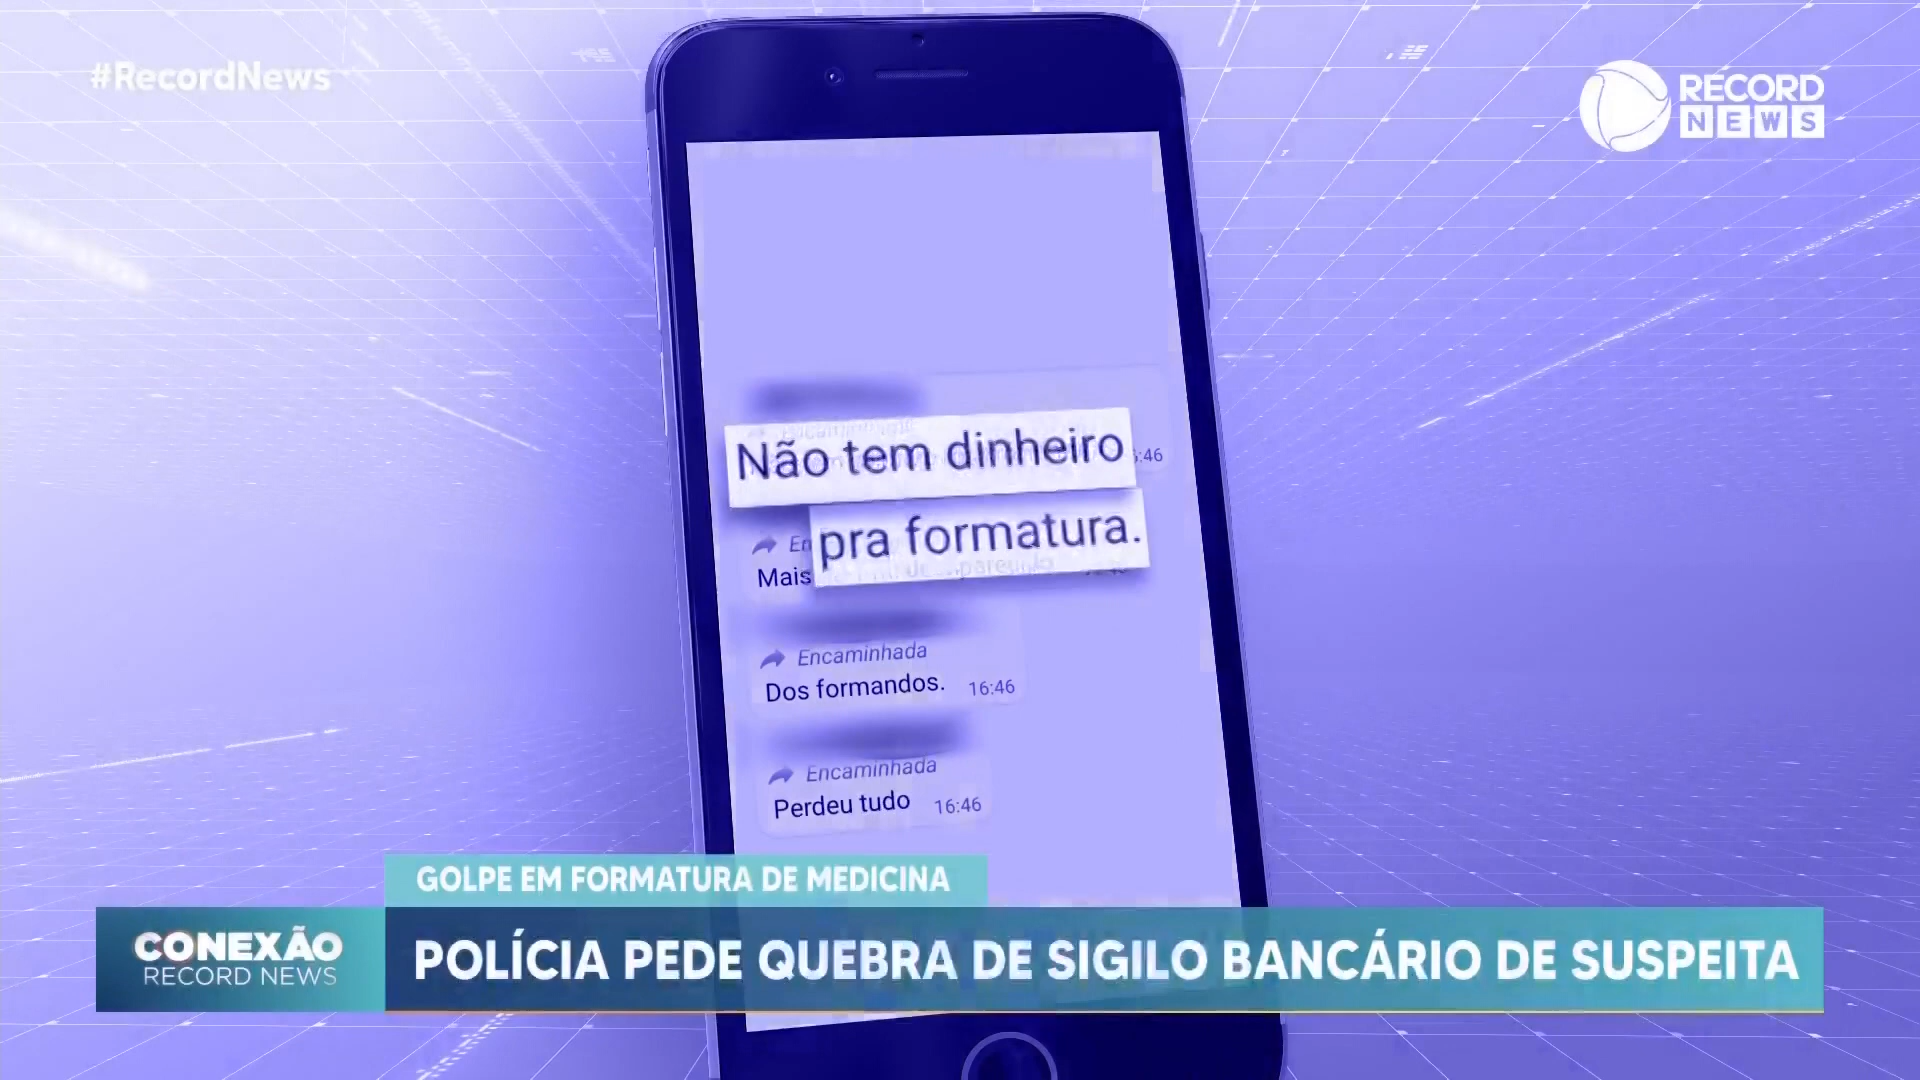 #RecordNews
RECORD
NEWS
Não tem dinheiro
:46
pra formatura.
Mais
Encaminhada
Dos formandos. 16:46
Encaminhada
Perdeu tudo 16:46
GOLPE EM FORMATURA DE MEDICINA
CONEXÃO
RECORD NEWS
POLÍCIA PEDE QUEBRA DE SIGILO BANCÁRIO DE SUSPEITA